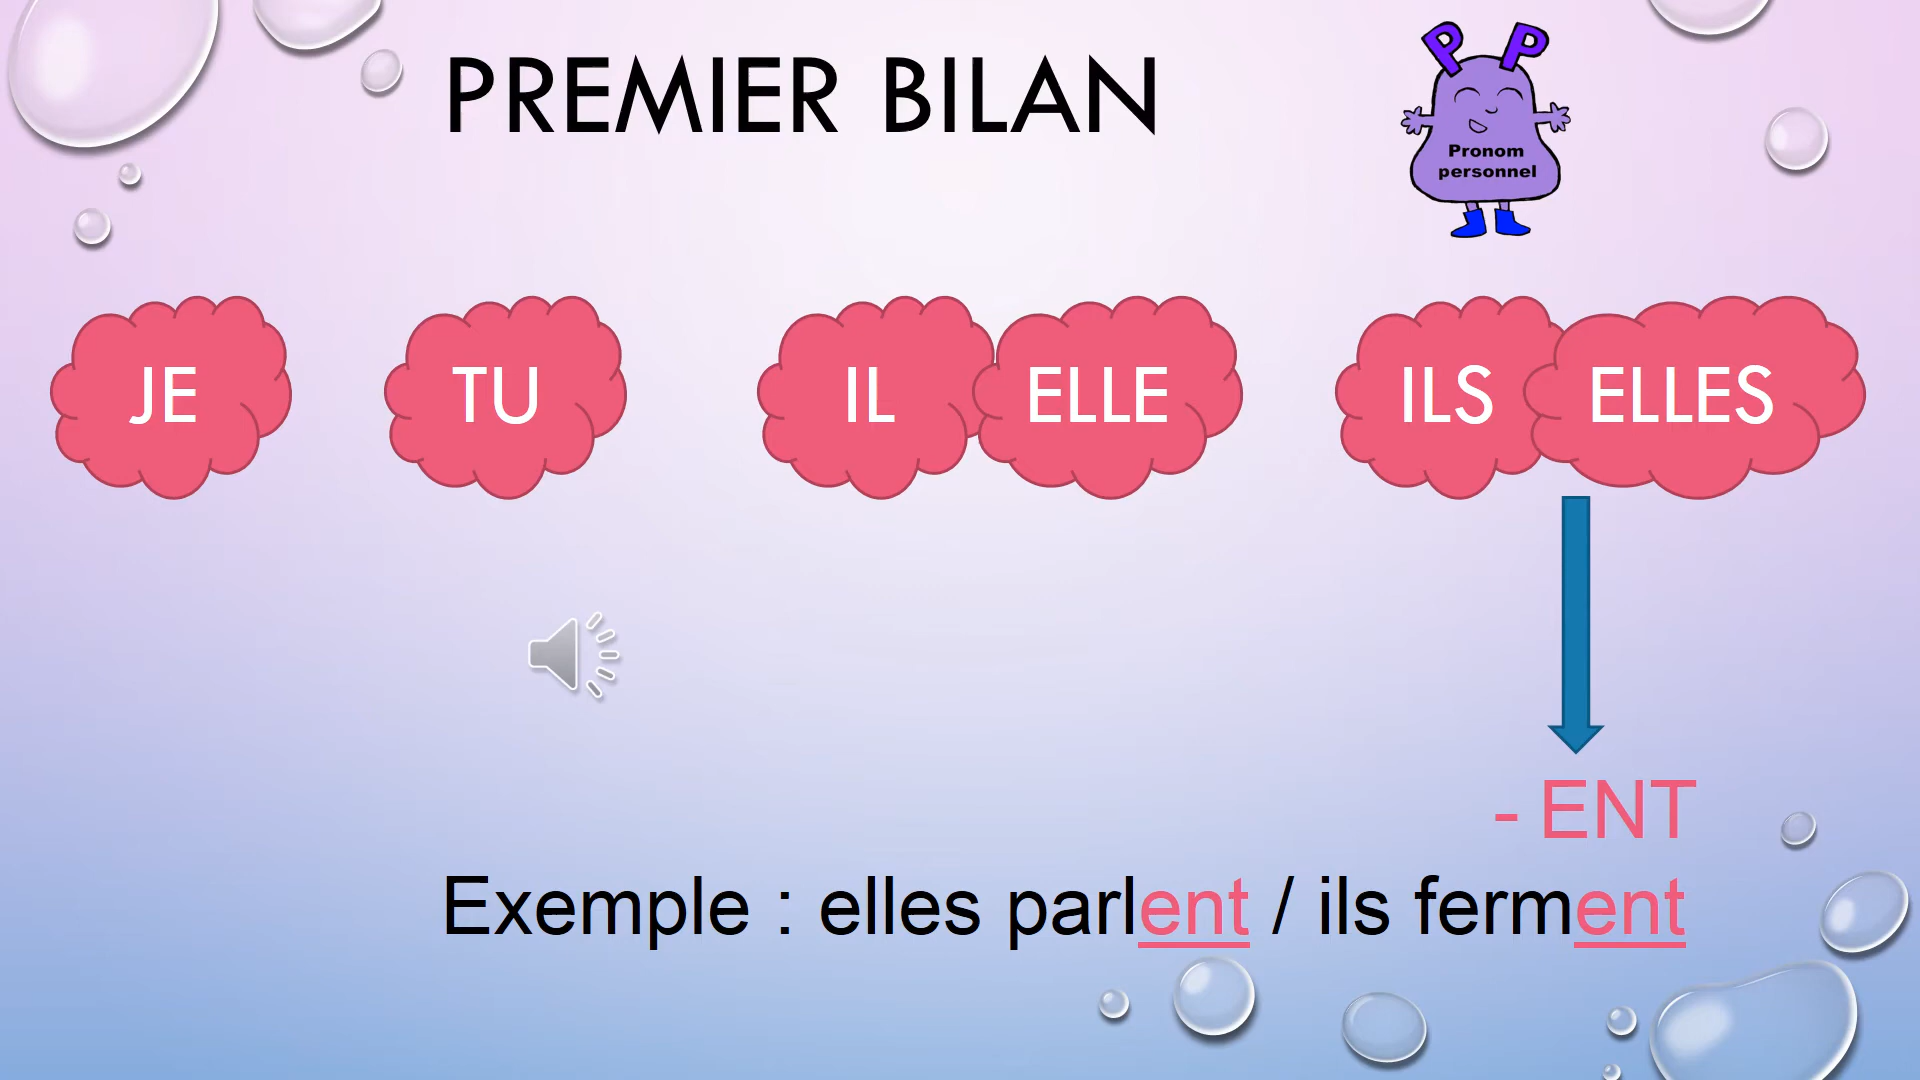 PREMIER BILAN
P P
Pronom
personnel
JE TU IL ELLE ILS ELLES
- ENT
Exemple : elles parlent / ils ferment